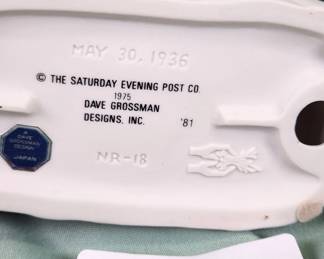 MAY 30, 1936
© THE SATURDAY EVENING POST CO.
1975
DAVE GROSSMAN
DESIGNS, INC. '81
A
DAVE
GROSSMAN
DESIGN
JAPAN
NR-18